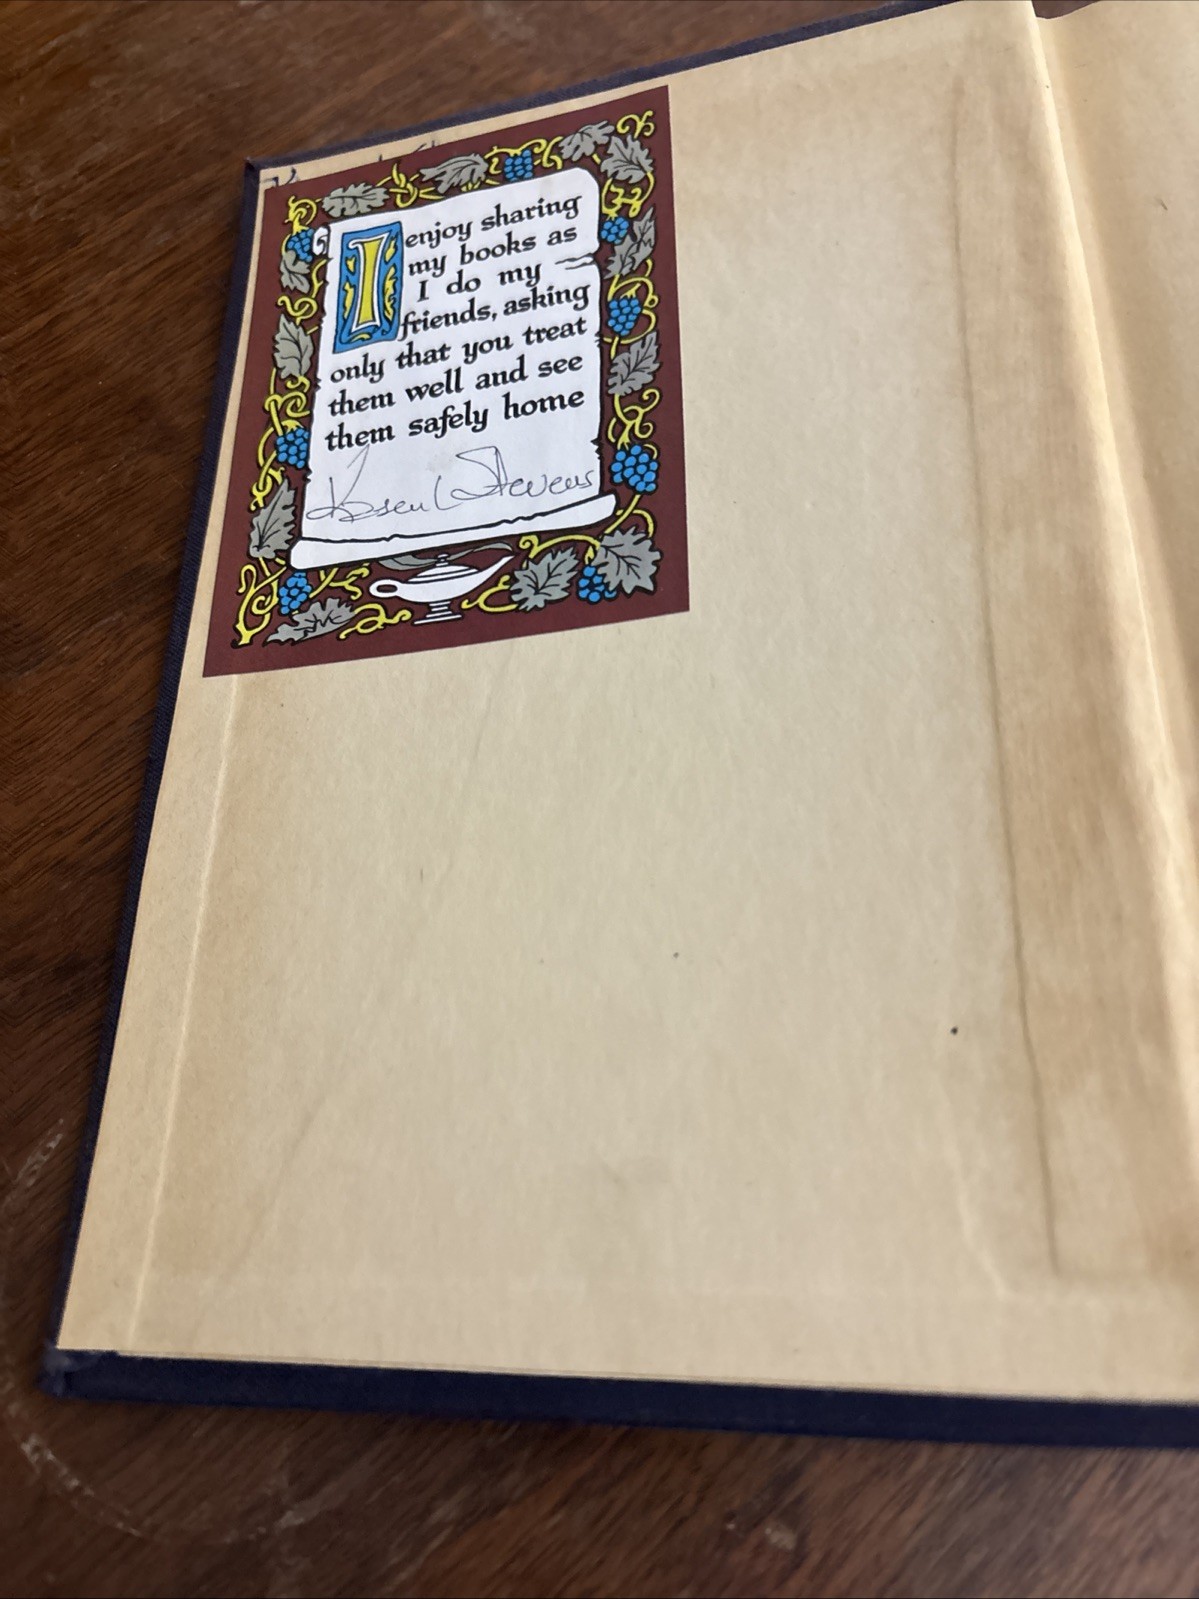 I enjoy sharing
my books as
I do my
friends, asking
only that you treat
them well and see
them safely home
Stevens